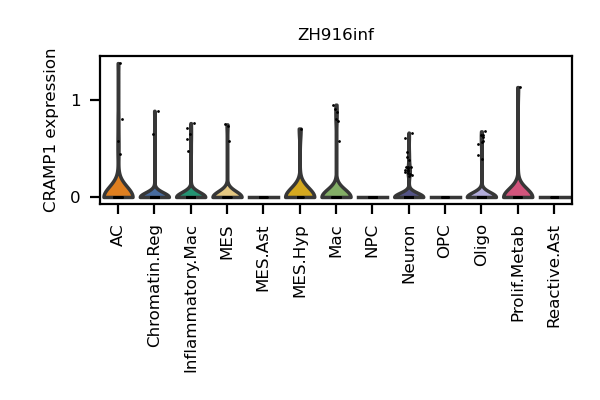 ZH916inf
CRAMP1 expression
1
0
AC
Chromatin.Reg
Inflammatory.Mac
MES
MES.Ast
MES.Hyp
Mac
NPC
Neuron
OPC
Oligo
Prolif.Metab
Reactive.Ast